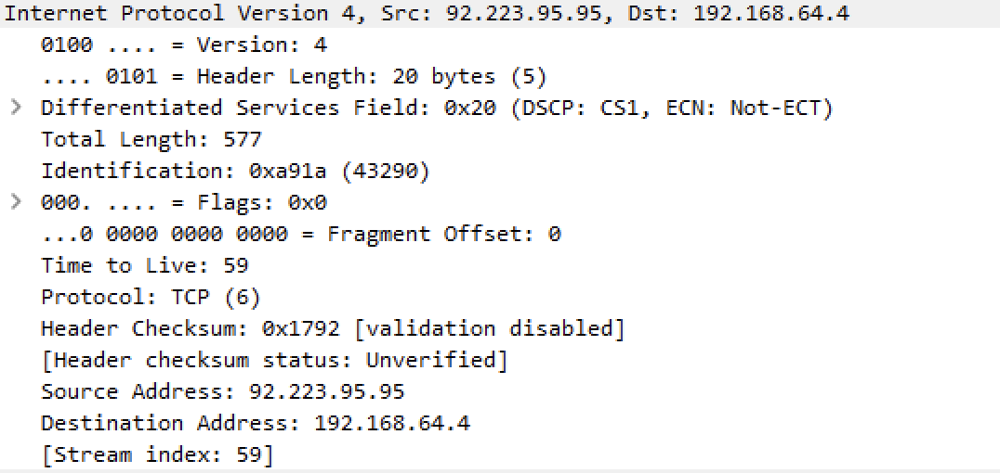 Internet Protocol Version 4, Src: 92.223.95.95, Dst: 192.168.64.4
0100 .... = Version: 4
.... 0101 = Header Length: 20 bytes (5)
> Differentiated Services Field: 0x20 (DSCP: CS1, ECN: Not-ECT)
Total Length: 577
Identification: 0xa91a (43290)
> 000. .... = Flags: 0x0
...0 0000 0000 0000 = Fragment Offset: 0
Time to Live: 59
Protocol: TCP (6)
Header Checksum: 0x1792 [validation disabled]
[Header checksum status: Unverified]
Source Address: 92.223.95.95
Destination Address: 192.168.64.4
[Stream index: 59]